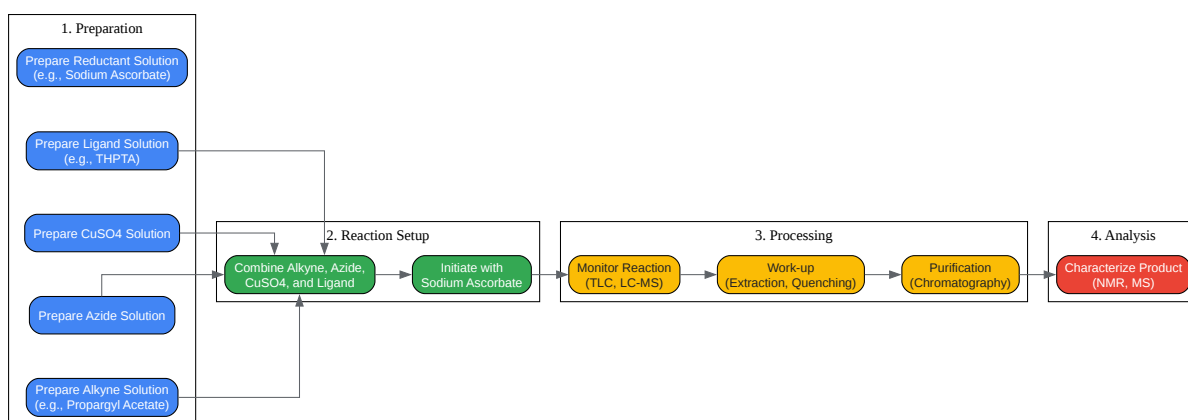 1. Preparation
Prepare Reductant Solution
(e.g., Sodium Ascorbate)
Prepare Ligand Solution
(e.g., THPTA)
Prepare CuSO4 Solution
Prepare Azide Solution
Prepare Alkyne Solution
(e.g., Propargyl Acetate)
2. Reaction Setup
Combine Alkyne, Azide,
CuSO4, and Ligand
Initiate with
Sodium Ascorbate
3. Processing
Monitor Reaction
(TLC, LC-MS)
Work-up
(Extraction, Quenching)
Purification
(Chromatography)
4. Analysis
Characterize Product
(NMR, MS)